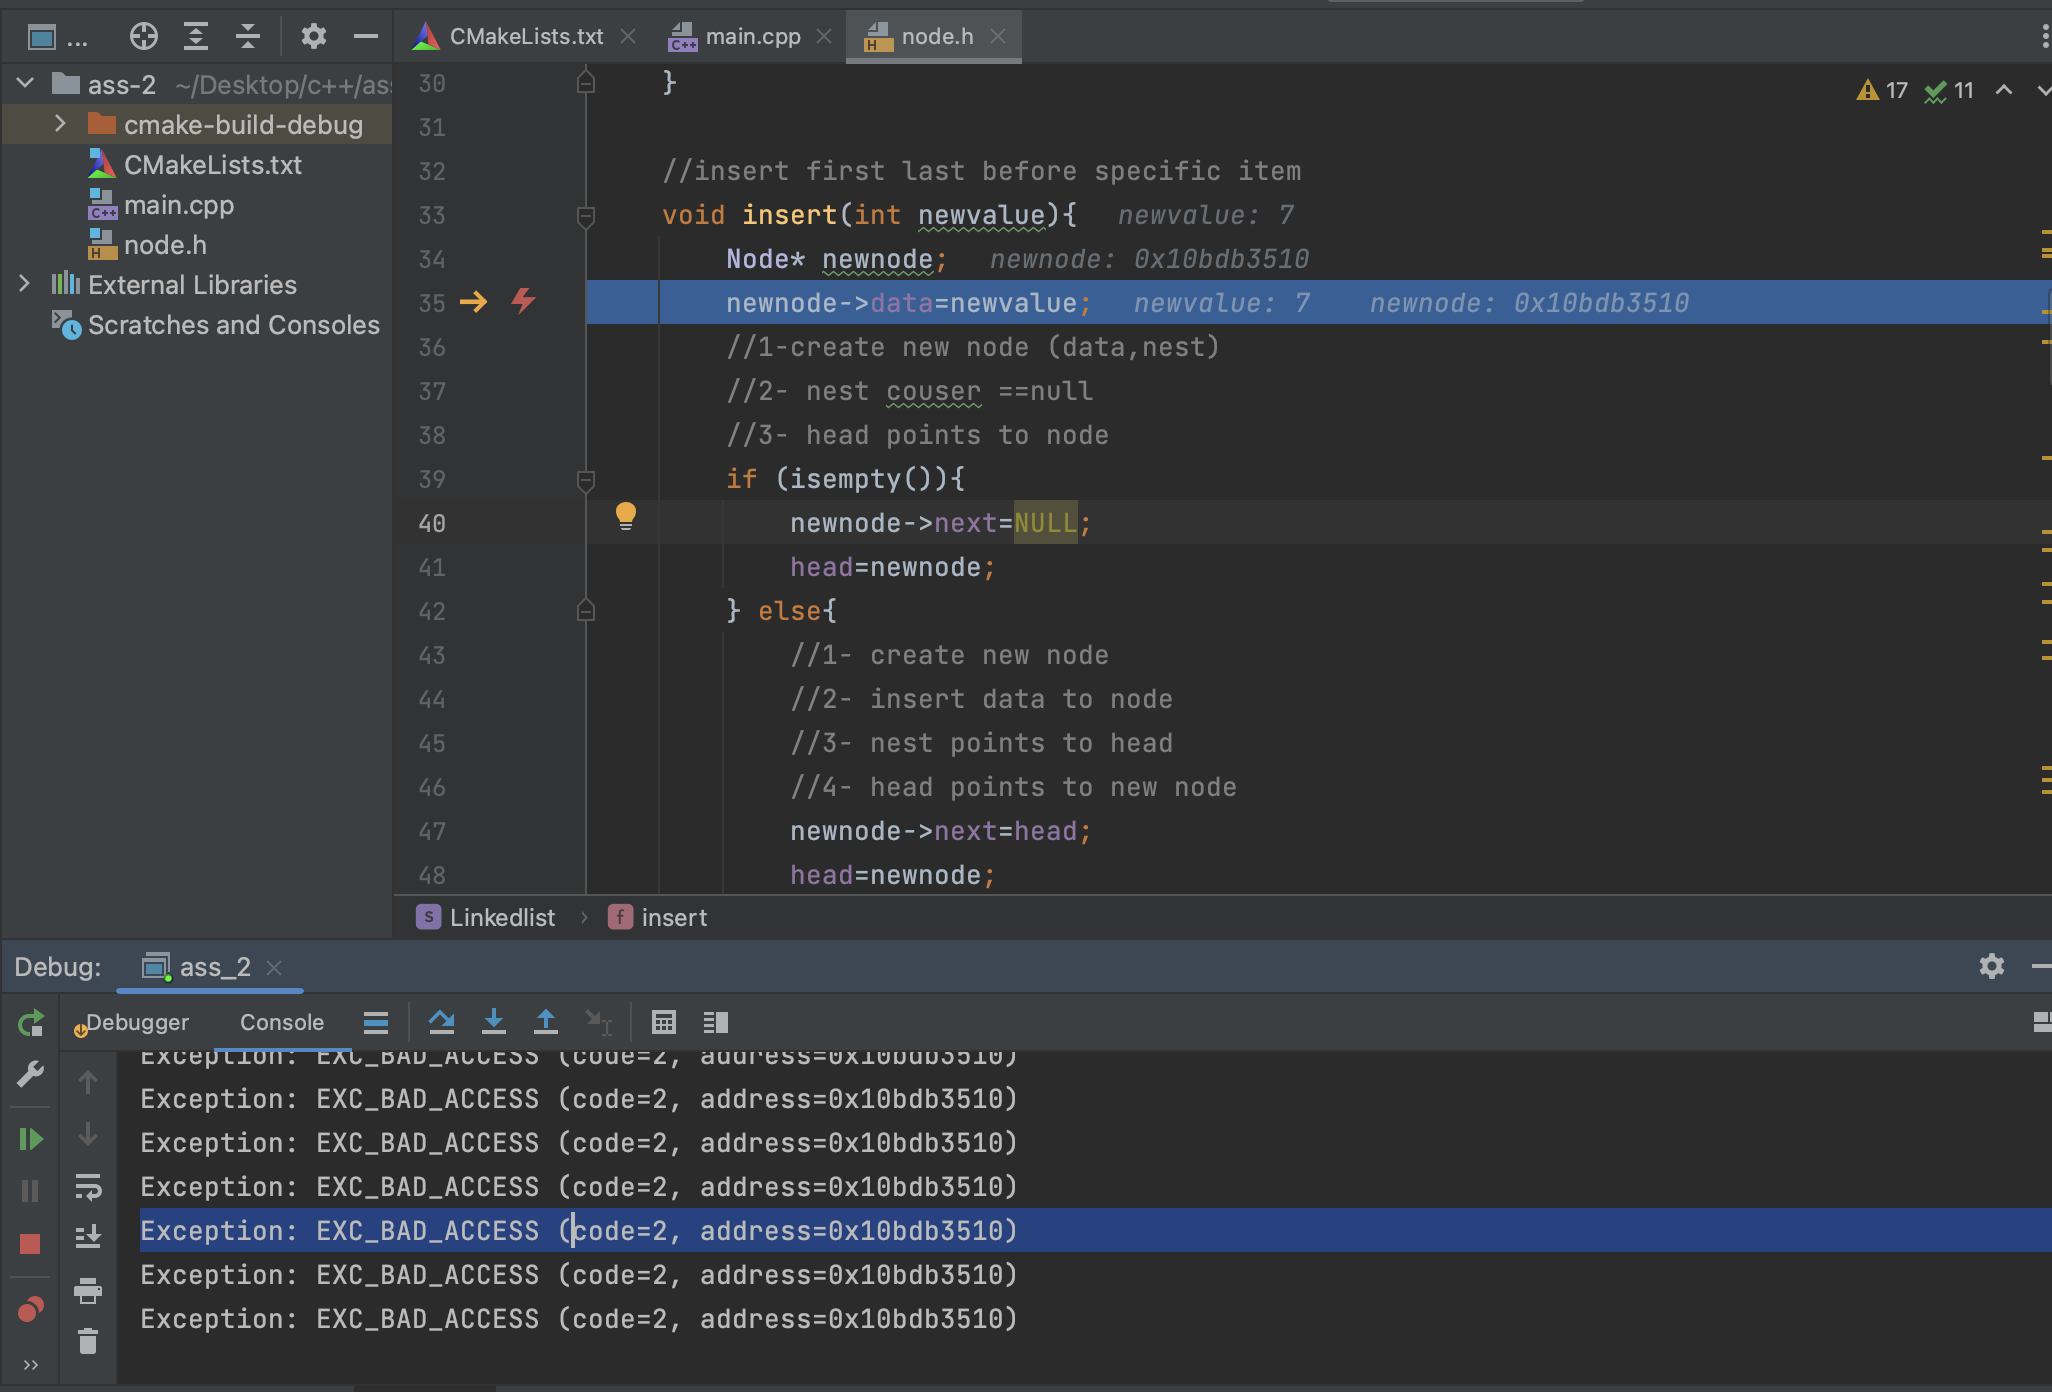 ...
CMakeLists.txt
main.cpp
node.h
ass-2 ~/Desktop/c++/ass
cmake-build-debug
CMakeLists.txt
main.cpp
node.h
External Libraries
Scratches and Consoles
17 11
30 }
31
32 //insert first last before specific item
33 void insert(int newvalue){ newvalue: 7
34 Node* newnode; newnode: 0x10bdb3510
35 newnode->data=newvalue; newvalue: 7 newnode: 0x10bdb3510
36 //1-create new node (data,nest)
37 //2- nest couser ==null
38 //3- head points to node
39 if (isempty()){
40 newnode->next=NULL;
41 head=newnode;
42 } else{
43 //1- create new node
44 //2- insert data to node
45 //3- nest points to head
46 //4- head points to new node
47 newnode->next=head;
48 head=newnode;
S Linkedlist › f insert
Debug: ass_2
Debugger Console
Exception: EXC_BAD_ACCESS (code=2, address=0x10bdb3510)
Exception: EXC_BAD_ACCESS (code=2, address=0x10bdb3510)
Exception: EXC_BAD_ACCESS (code=2, address=0x10bdb3510)
Exception: EXC_BAD_ACCESS (code=2, address=0x10bdb3510)
Exception: EXC_BAD_ACCESS (code=2, address=0x10bdb3510)
Exception: EXC_BAD_ACCESS (code=2, address=0x10bdb3510)
Exception: EXC_BAD_ACCESS (code=2, address=0x10bdb3510)